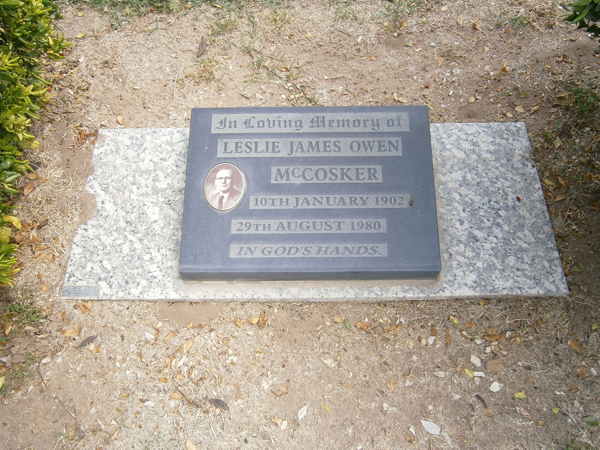 In Loving Memory of
LESLIE JAMES OWEN
McCOSKER
10TH JANUARY 1902
29TH AUGUST 1980
IN GOD'S HANDS.